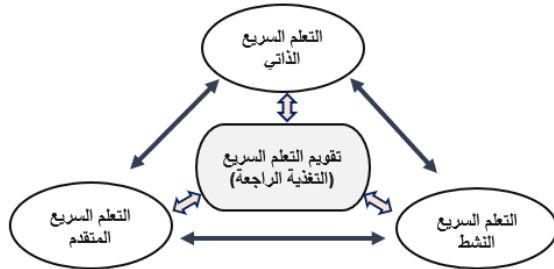 التعلم السريع
الذاتي
تقويم التعلم السريع
(التغذية الراجعة)
التعلم السريع
النشط
التعلم السريع
المتقدم